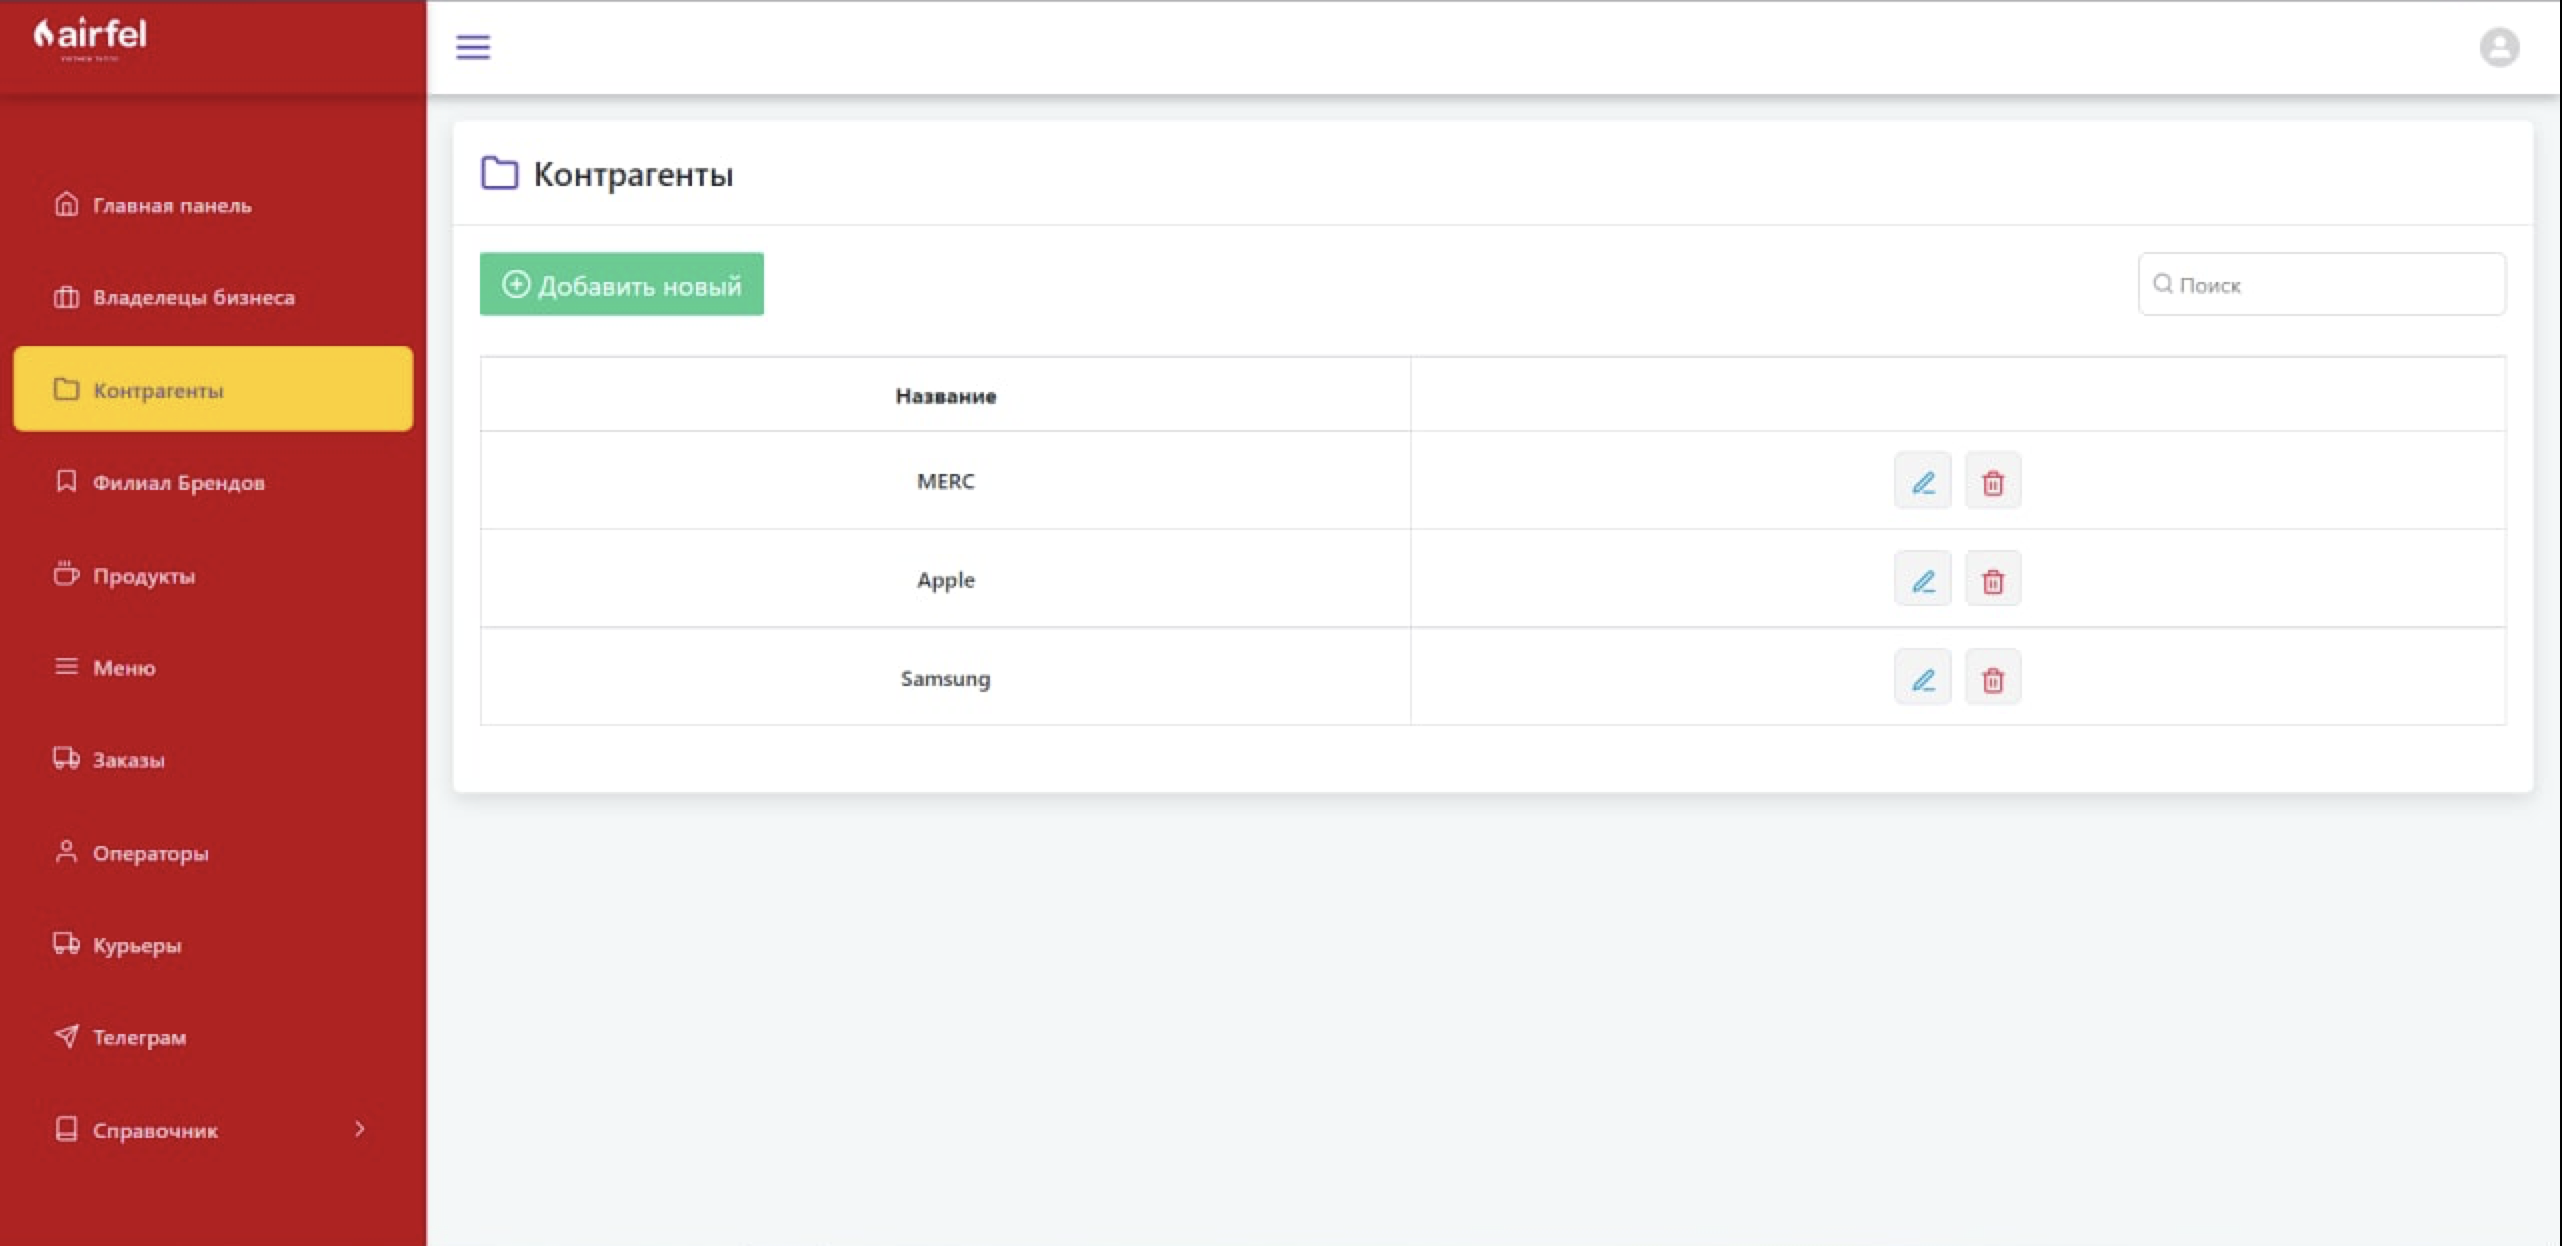 airfel
Главная панель
Владелецы бизнеса
Контрагенты
Филиал Брендов
Продукты
Меню
Заказы
Операторы
Курьеры
Телеграм
Справочник
Контрагенты
Добавить новый
Поиск
Название
MERC
Apple
Samsung